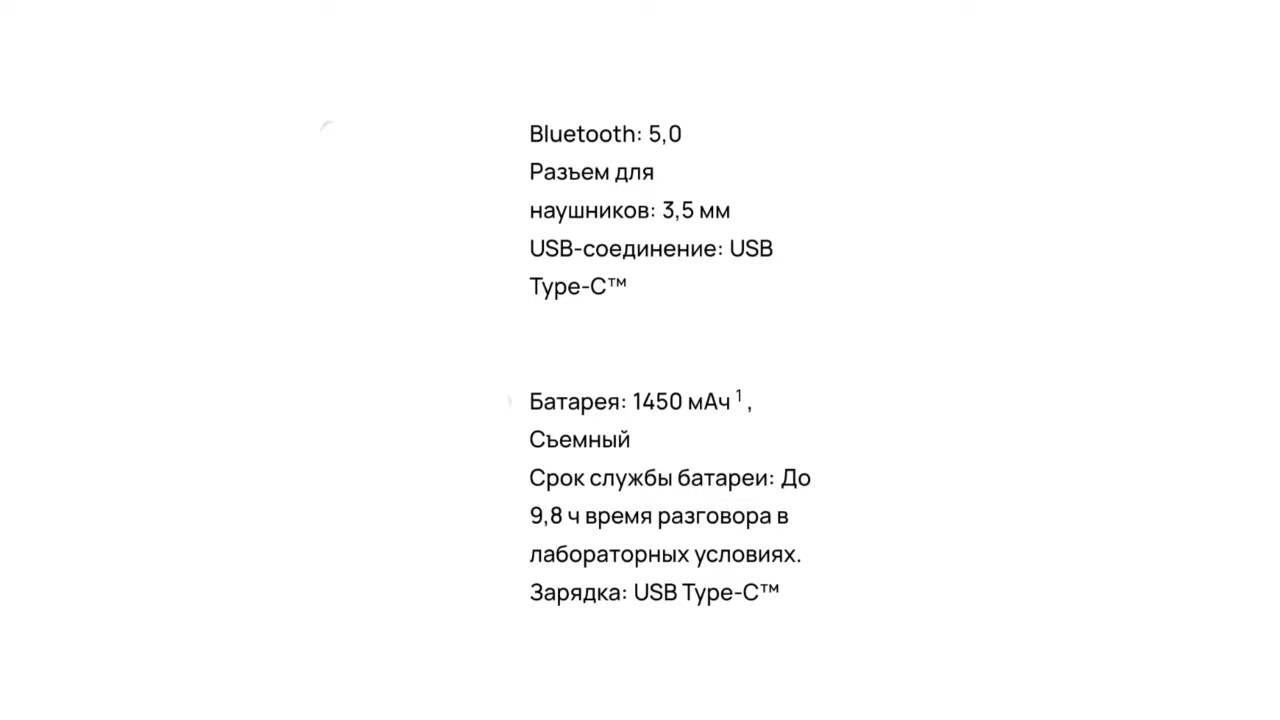 Bluetooth: 5,0
Разъем для
наушников: 3,5 мм
USB-соединение: USB
Type-C™
Батарея: 1450 мАч ¹ ,
Съемный
Срок службы батареи: До
9,8 ч время разговора в
лабораторных условиях.
Зарядка: USB Type-C™